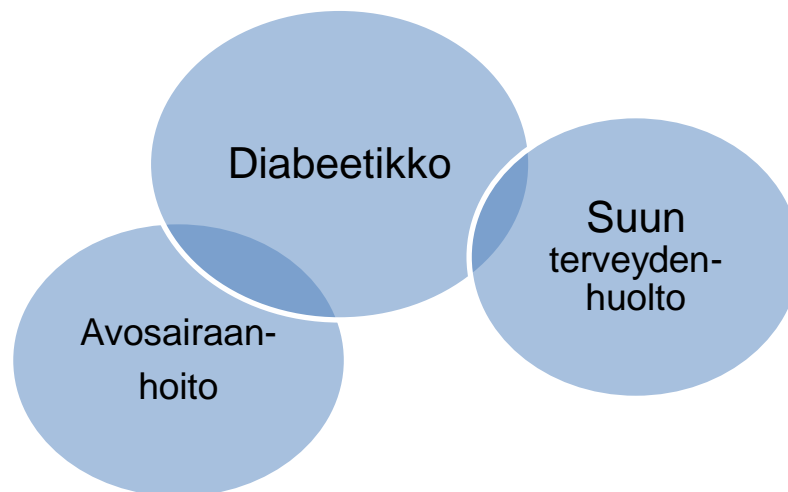 Diabeetikko
Suun
terveyden-
huolto
Avosairaan-
hoito